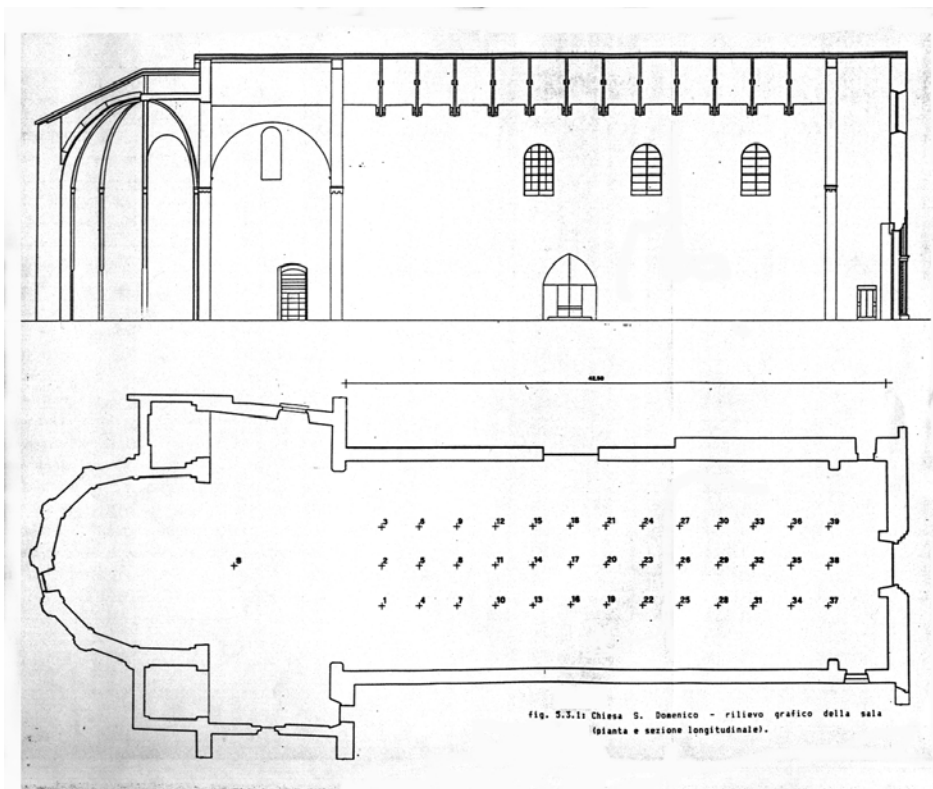 3 6 9 12 15 18 21 24 27 30 33 36 39
B 2 5 8 11 14 17 20 23 26 29 32 35 38
1 4 7 10 13 16 19 22 25 28 31 34 37
fig. 5.3.1: Chiesa S. Domenico - rilievo grafico della sala
(pianta e sezione longitudinale).